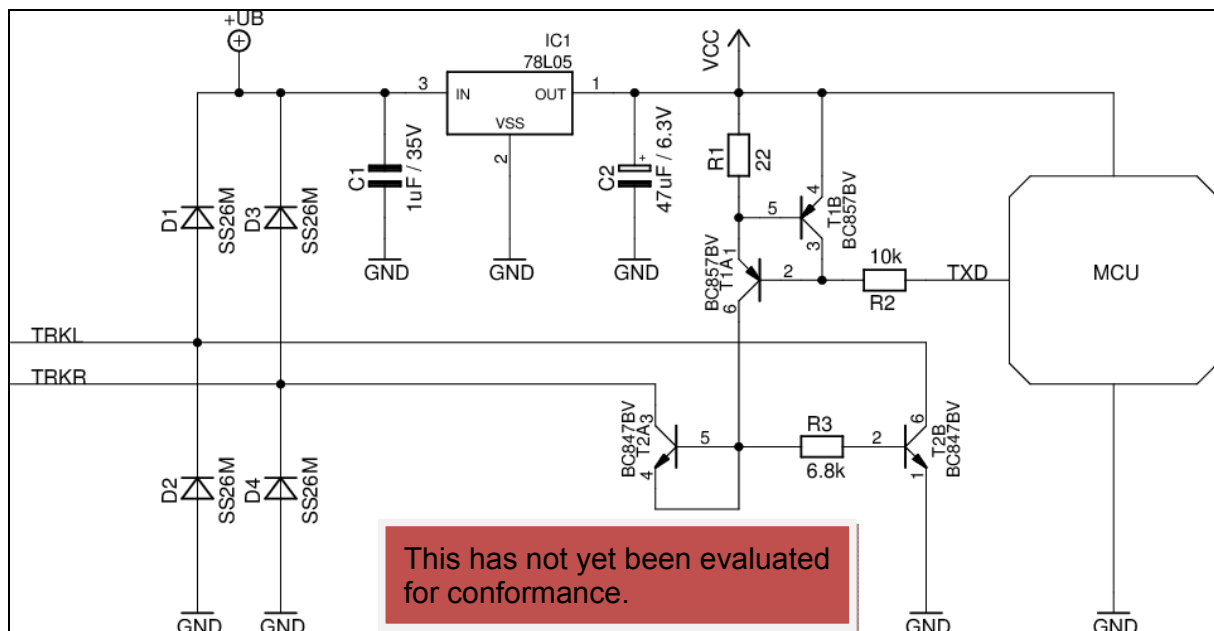 +UB
IC1
78L05
3
IN
OUT
1
VSS
2
VCC
C1
1uF / 35V
C2
+
47uF / 6.3V
R1
22
D1
SS26M
D3
SS26M
5
4
3
T1B
BC857BV
GND
GND
GND
BC857BV
T1A
1
2
6
10k
R2
TXD
MCU
TRKL
TRKR
BC847BV
T2A
3
5
4
R3
6.8k
2
6
1
T2B
BC847BV
D2
SS26M
D4
SS26M
This has not yet been evaluated
for conformance.
GND
GND
GND
GND